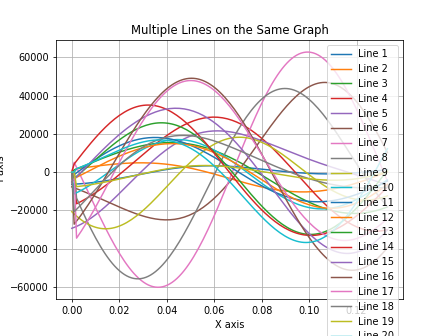 Multiple Lines on the Same Graph
60000
40000
20000
0
−20000
−40000
−60000
0.00
0.02
0.04
0.06
0.08
0.10
X axis
Line 1
Line 2
Line 3
Line 4
Line 5
Line 6
Line 7
Line 8
Line 9
Line 10
Line 11
Line 12
Line 13
Line 14
Line 15
Line 16
Line 17
Line 18
Line 19
Line 20